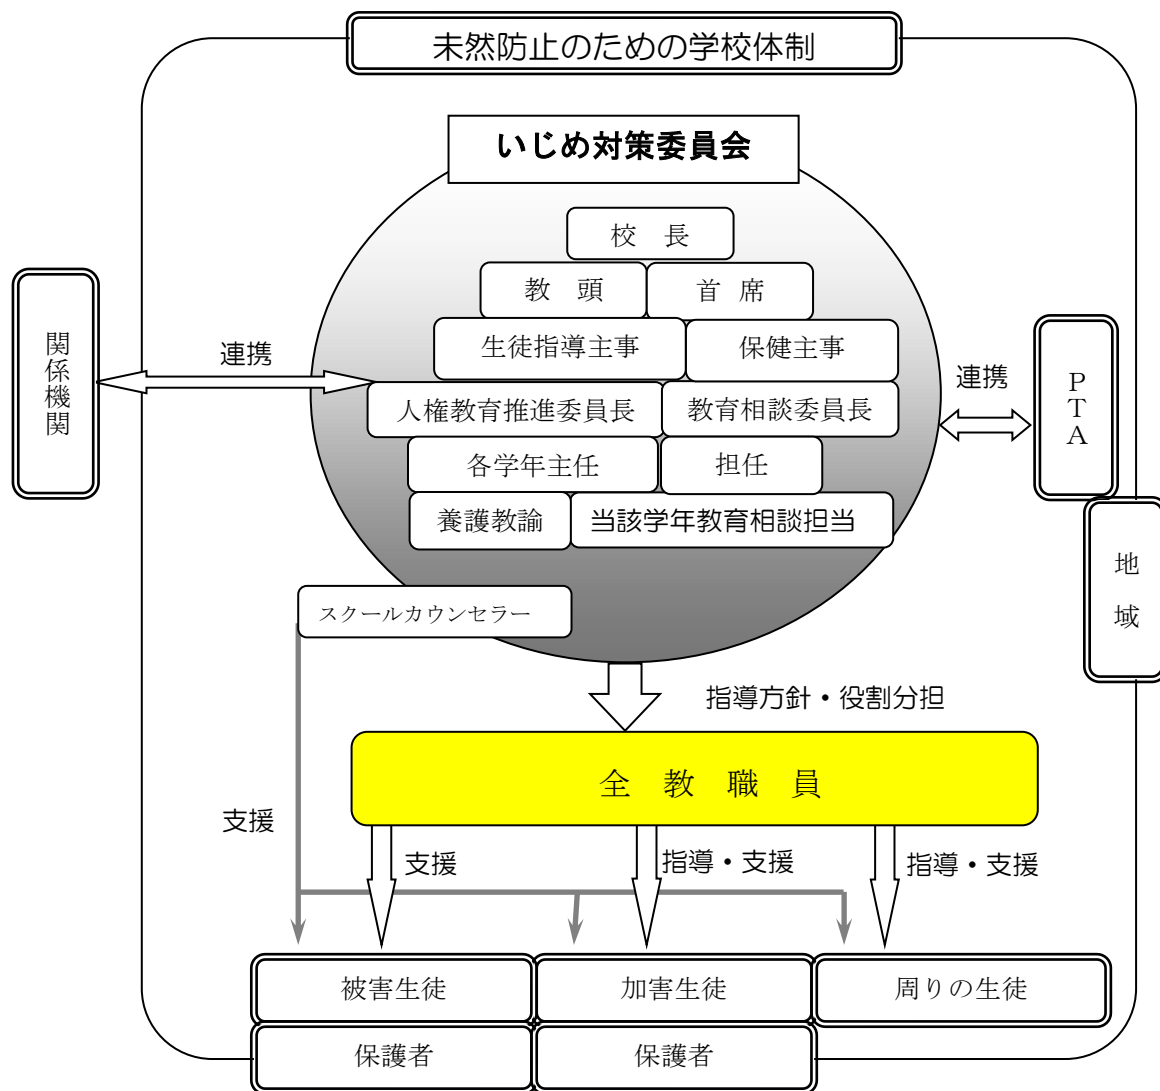 未然防止のための学校体制
いじめ対策委員会
校　長
教　頭
首　席
生徒指導主事
保健主事
人権教育推進委員長
教育相談委員長
各学年主任
担任
養護教諭
当該学年教育相談担当
スクールカウンセラー
関係機関
連携
連携
PTA
地域
指導方針・役割分担
全　教　職　員
支援
支援
指導・支援
指導・支援
被害生徒
加害生徒
周りの生徒
保護者
保護者